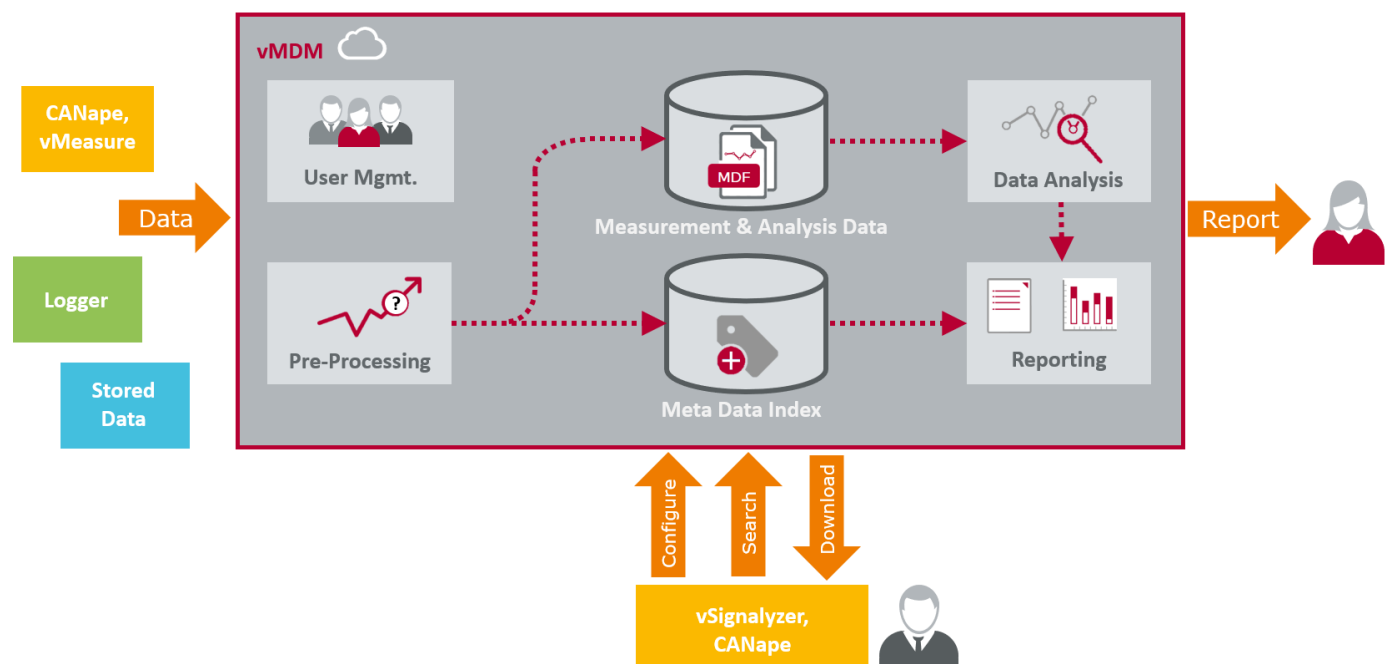 vMDM
CANape,
vMeasure
User Mgmt.
MDF
Data Analysis
Data
Measurement & Analysis Data
Report
Logger
?
Pre-Processing
Reporting
Stored
Data
Meta Data Index
Configure
Search
Download
vSignalyzer,
CANape